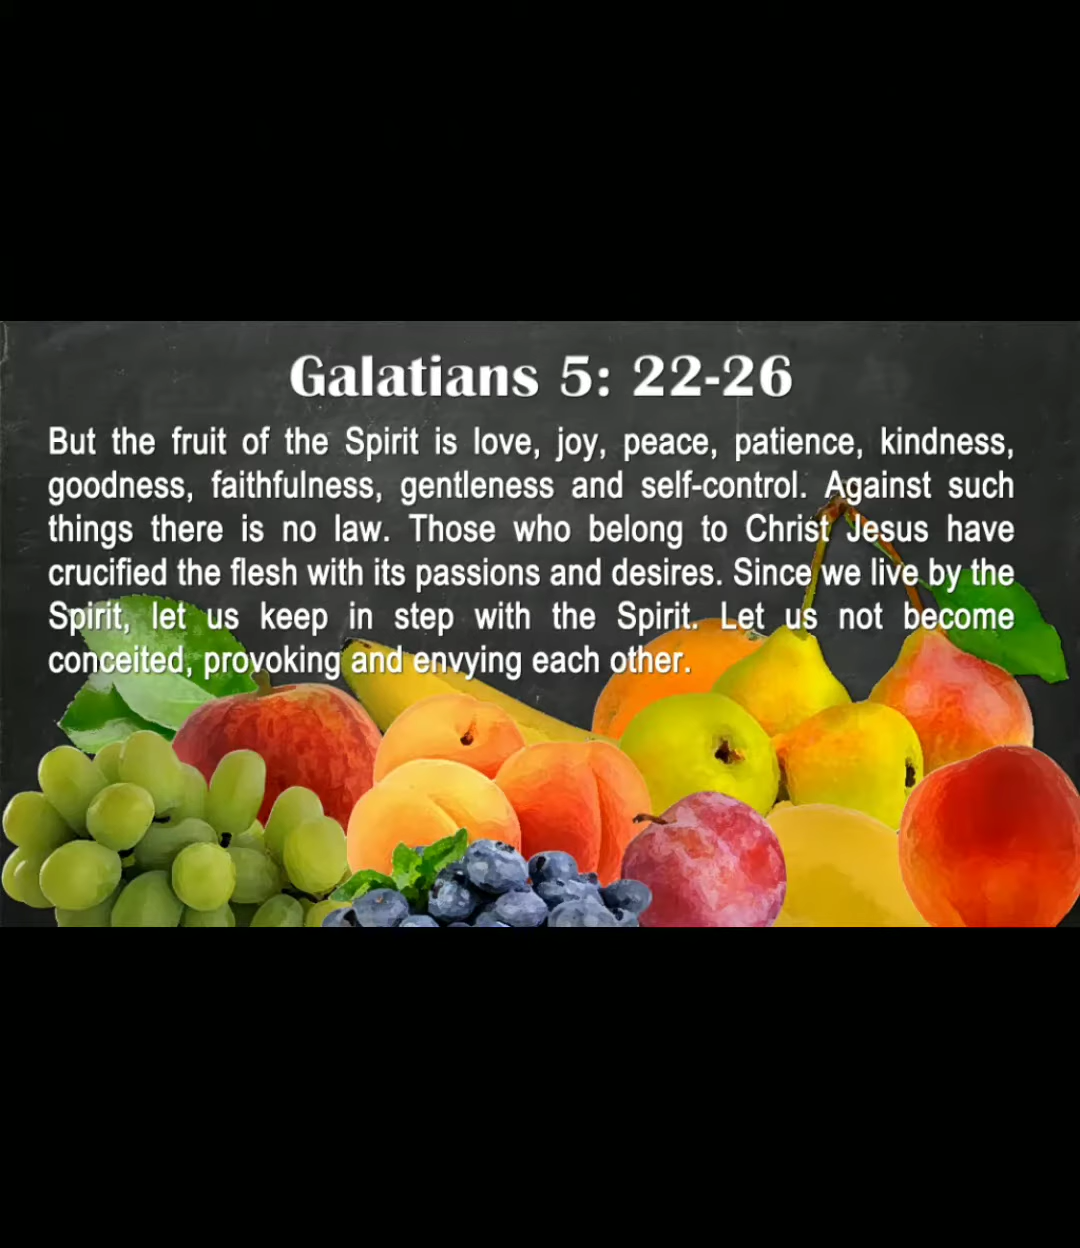 Galatians 5: 22-26
But the fruit of the Spirit is love, joy, peace, patience, kindness,
goodness, faithfulness, gentleness and self-control. Against such
things there is no law. Those who belong to Christ Jesus have
crucified the flesh with its passions and desires. Since we live by the
Spirit, let us keep in step with the Spirit. Let us not become
conceited, provoking and envying each other.